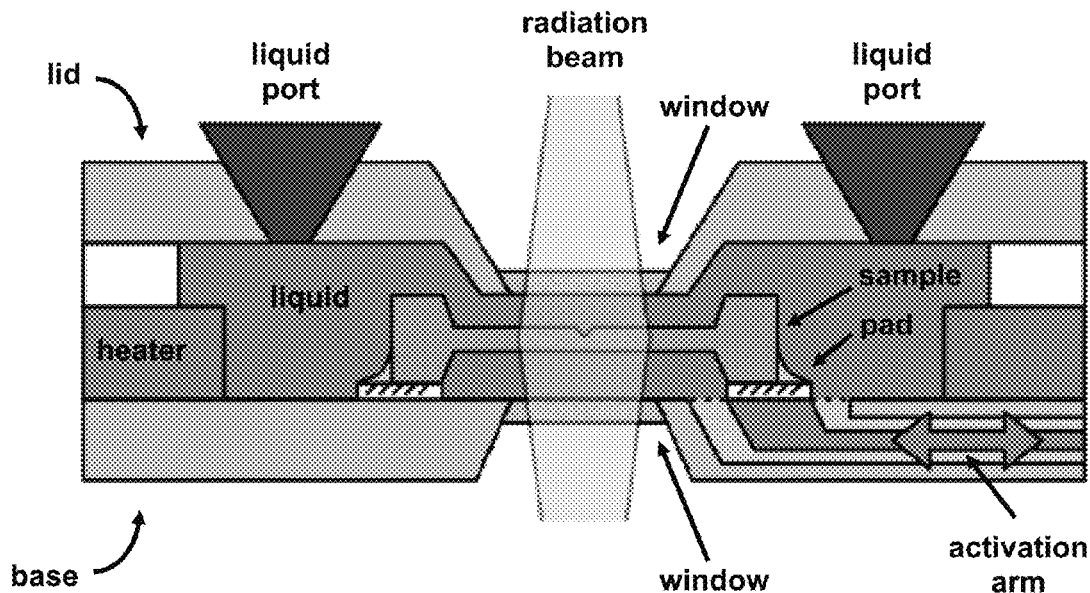 radiation
beam
liquid
port
liquid
port
lid
window
sample
liquid
pad
heater
activation
arm
base
window